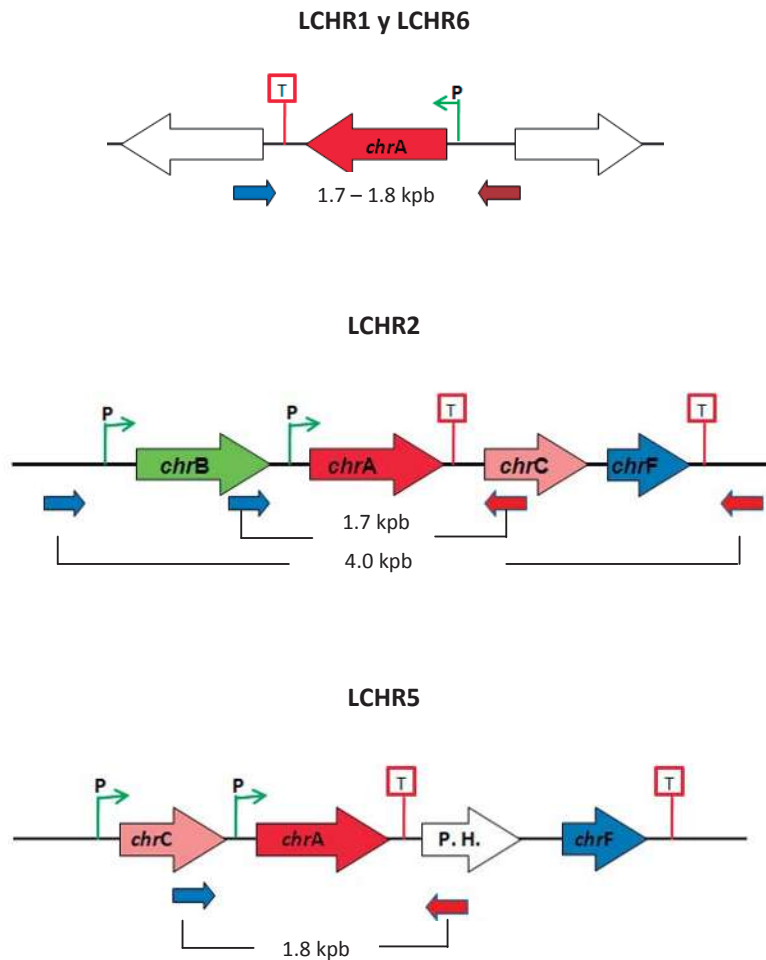 LCHR1 y LCHR6
T
P
chrA
1.7 – 1.8 kpb
LCHR2
P
P
T
T
chrB
chrA
chrC
chrF
1.7 kpb
4.0 kpb
LCHR5
P
P
T
T
chrC
chrA
P. H.
chrF
1.8 kpb